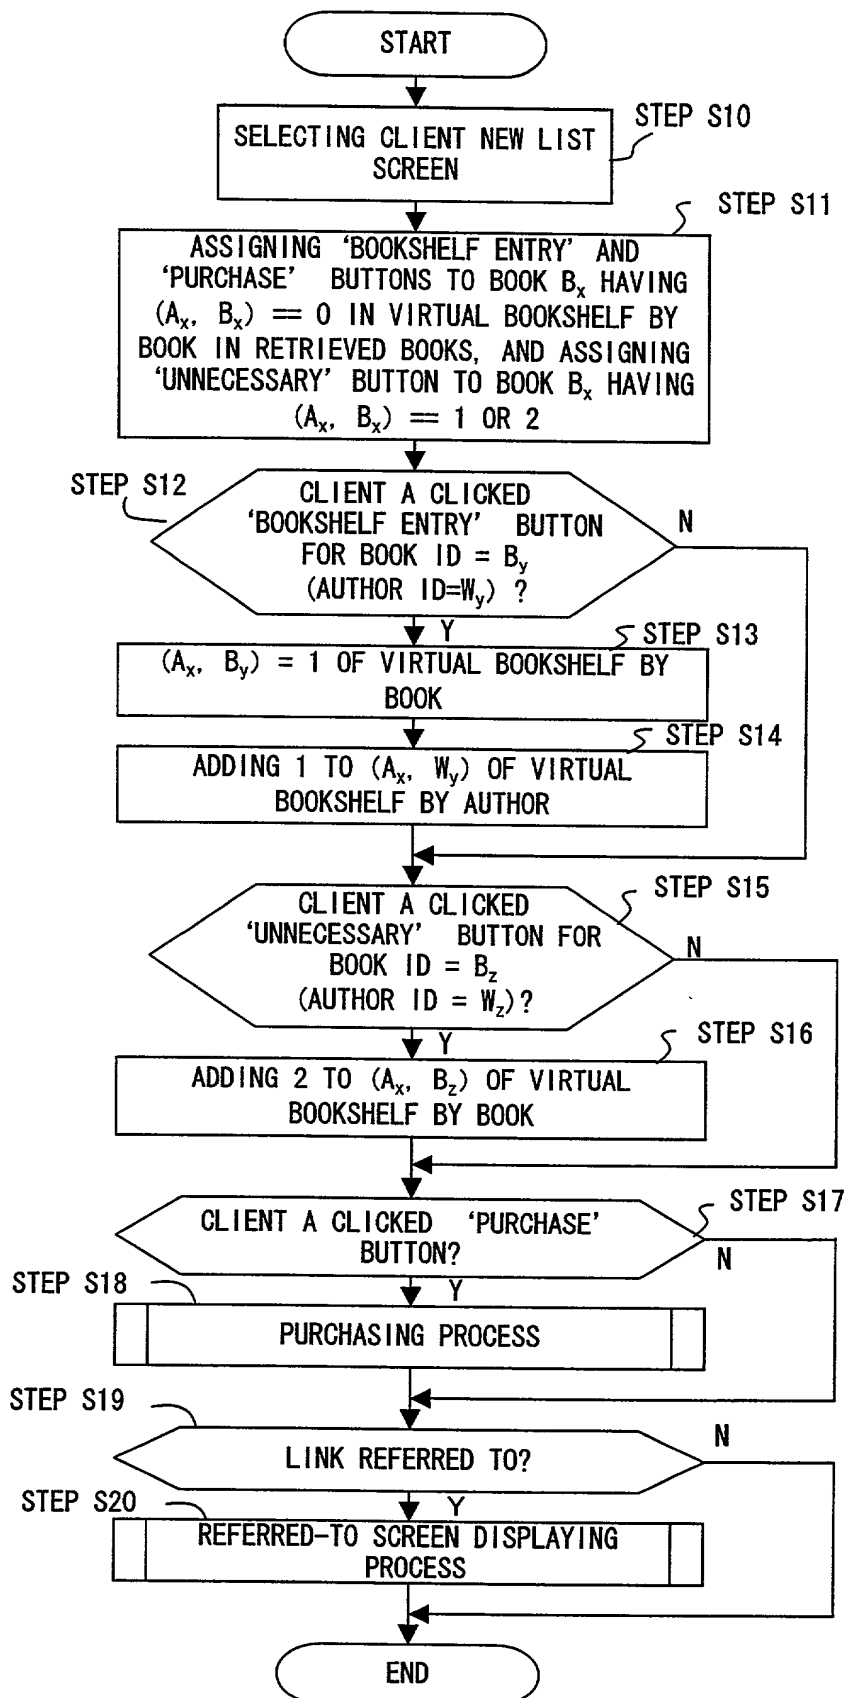 START
STEP S10
SELECTING CLIENT NEW LIST
SCREEN
STEP S11
ASSIGNING ‘BOOKSHELF ENTRY’ AND
‘PURCHASE’ BUTTONS TO BOOK Bx HAVING
(Ax, Bx) == 0 IN VIRTUAL BOOKSHELF BY
BOOK IN RETRIEVED BOOKS, AND ASSIGNING
‘UNNECESSARY’ BUTTON TO BOOK Bx HAVING
(Ax, Bx) == 1 OR 2
STEP S12
CLIENT A CLICKED
‘BOOKSHELF ENTRY’ BUTTON
FOR BOOK ID = By
(AUTHOR ID=Wy) ?
N
Y
STEP S13
(Ax, By) = 1 OF VIRTUAL BOOKSHELF BY
BOOK
STEP S14
ADDING 1 TO (Ax, Wy) OF VIRTUAL
BOOKSHELF BY AUTHOR
STEP S15
CLIENT A CLICKED
‘UNNECESSARY’ BUTTON FOR
BOOK ID = Bz
(AUTHOR ID = Wz)?
N
Y
STEP S16
ADDING 2 TO (Ax, Bz) OF VIRTUAL
BOOKSHELF BY BOOK
STEP S17
CLIENT A CLICKED ‘PURCHASE’
BUTTON?
N
Y
STEP S18
PURCHASING PROCESS
STEP S19
LINK REFERRED TO?
N
Y
STEP S20
REFERRED-TO SCREEN DISPLAYING
PROCESS
END